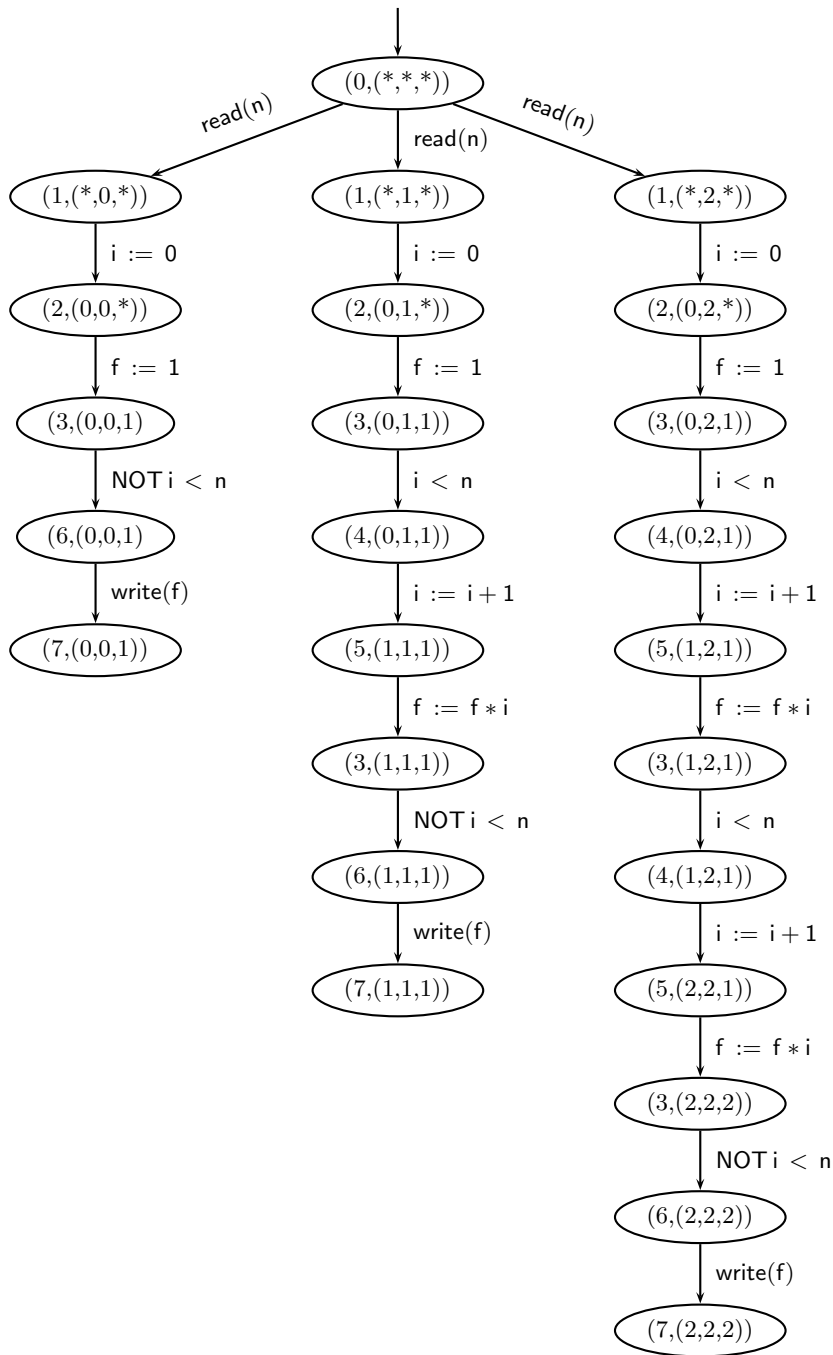 (0,(*,*,*))
read(n) read(n) read(n)
(1,(*,0,*)) (1,(*,1,*)) (1,(*,2,*))
i := 0 i := 0 i := 0
(2,(0,0,*)) (2,(0,1,*)) (2,(0,2,*))
f := 1 f := 1 f := 1
(3,(0,0,1) (3,(0,1,1)) (3,(0,2,1))
NOT i < n i < n i < n
(6,(0,0,1) (4,(0,1,1)) (4,(0,2,1))
write(f) i := i + 1 i := i + 1
(7,(0,0,1)) (5,(1,1,1)) (5,(1,2,1))
f := f * i f := f * i
(3,(1,1,1)) (3,(1,2,1))
NOT i < n i < n
(6,(1,1,1)) (4,(1,2,1))
write(f) i := i + 1
(7,(1,1,1)) (5,(2,2,1))
f := f * i
(3,(2,2,2))
NOT i < n
(6,(2,2,2))
write(f)
(7,(2,2,2))